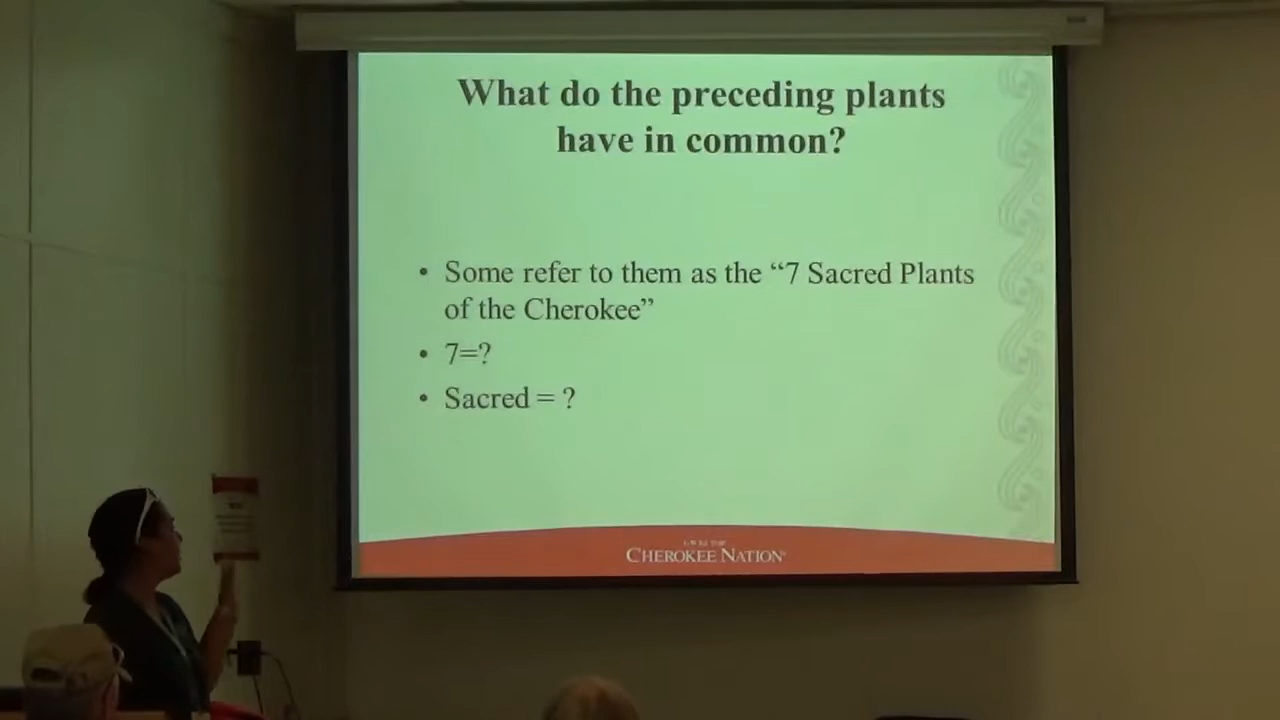 What do the preceding plants
have in common?
• Some refer to them as the “7 Sacred Plants
of the Cherokee”
• 7=?
• Sacred = ?
CHEROKEE NATION®